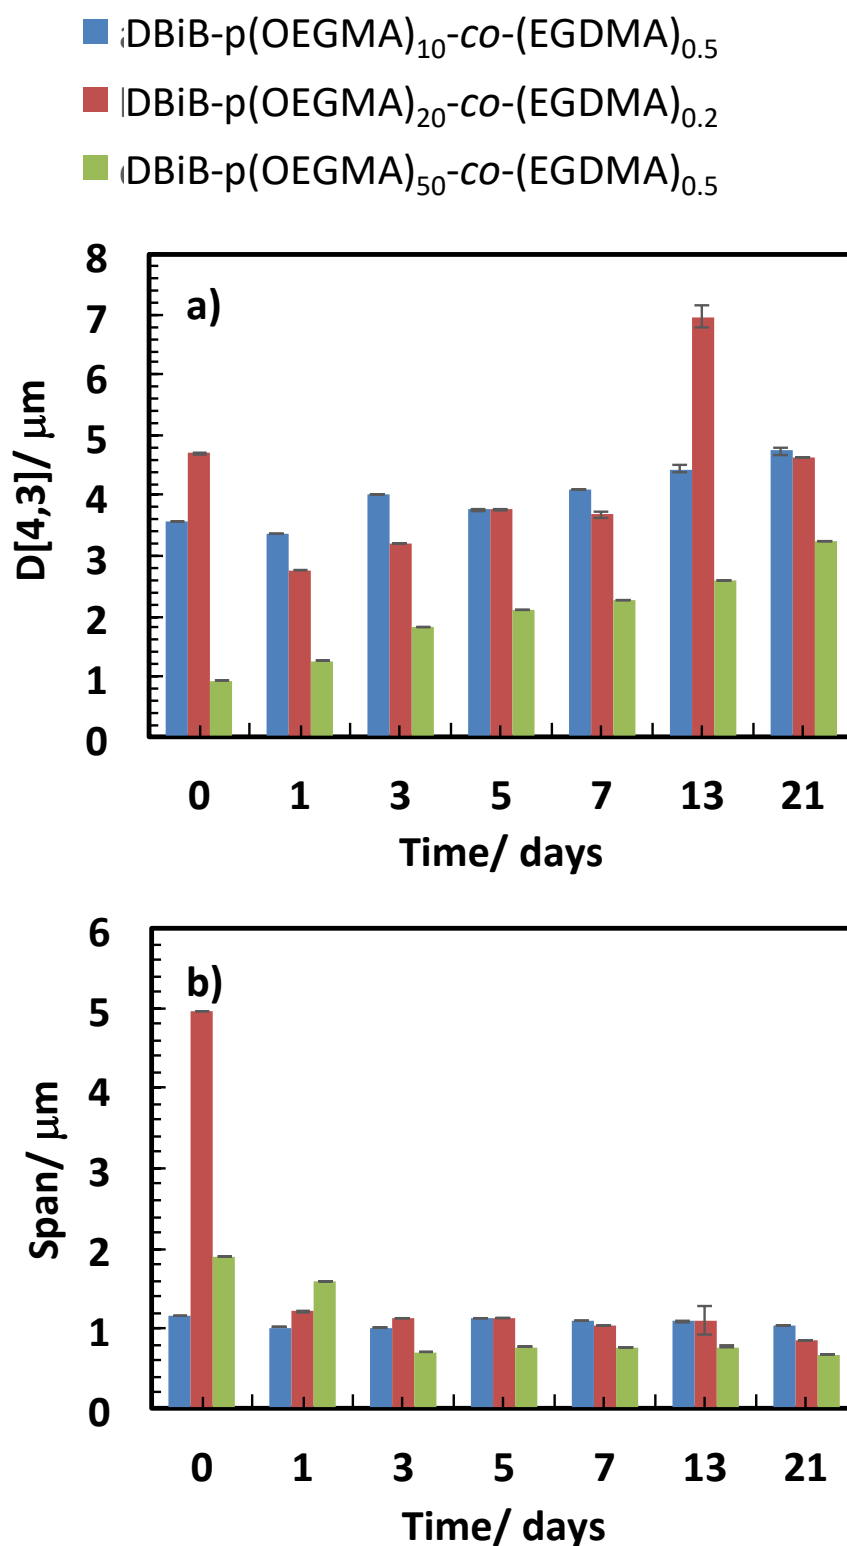 DBiB-p(OEGMA)10-co-(EGDMA)0.5
DBiB-p(OEGMA)20-co-(EGDMA)0.2
DBiB-p(OEGMA)50-co-(EGDMA)0.5
8
7
6
5
4
3
2
1
0
a)
D[4,3]/ μm
0 1 3 5 7 13 21
Time/ days
6
5
4
3
2
1
0
b)
Span/ μm
0 1 3 5 7 13 21
Time/ days